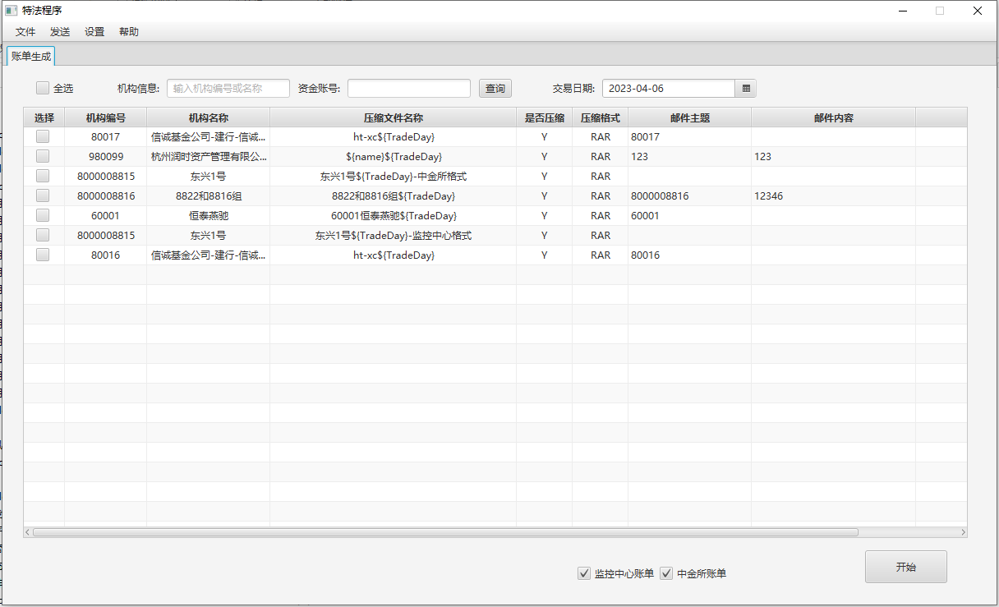 特法程序
文件 发送 设置 帮助
账单生成
全选 机构信息: 输入机构编号或名称 资金账号: 查询 交易日期: 2023-04-06
选择 机构编号 机构名称 压缩文件名称 是否压缩 压缩格式 邮件主题 邮件内容
80017 信诚基金公司-建行-信诚... ht-xc${TradeDay} Y RAR 80017
980099 杭州润时资产管理有限公... ${name}${TradeDay} Y RAR 123 123
8000008815 东兴1号 东兴1号${TradeDay}-中金所格式 Y RAR
8000008816 8822和8816组 8822和8816组${TradeDay} Y RAR 8000008816 12346
60001 恒泰燕驰 60001恒泰燕驰${TradeDay} Y RAR 60001
8000008815 东兴1号 东兴1号${TradeDay}-监控中心格式 Y RAR
80016 信诚基金公司-建行-信诚... ht-xc${TradeDay} Y RAR 80016
监控中心账单 中金所账单 开始